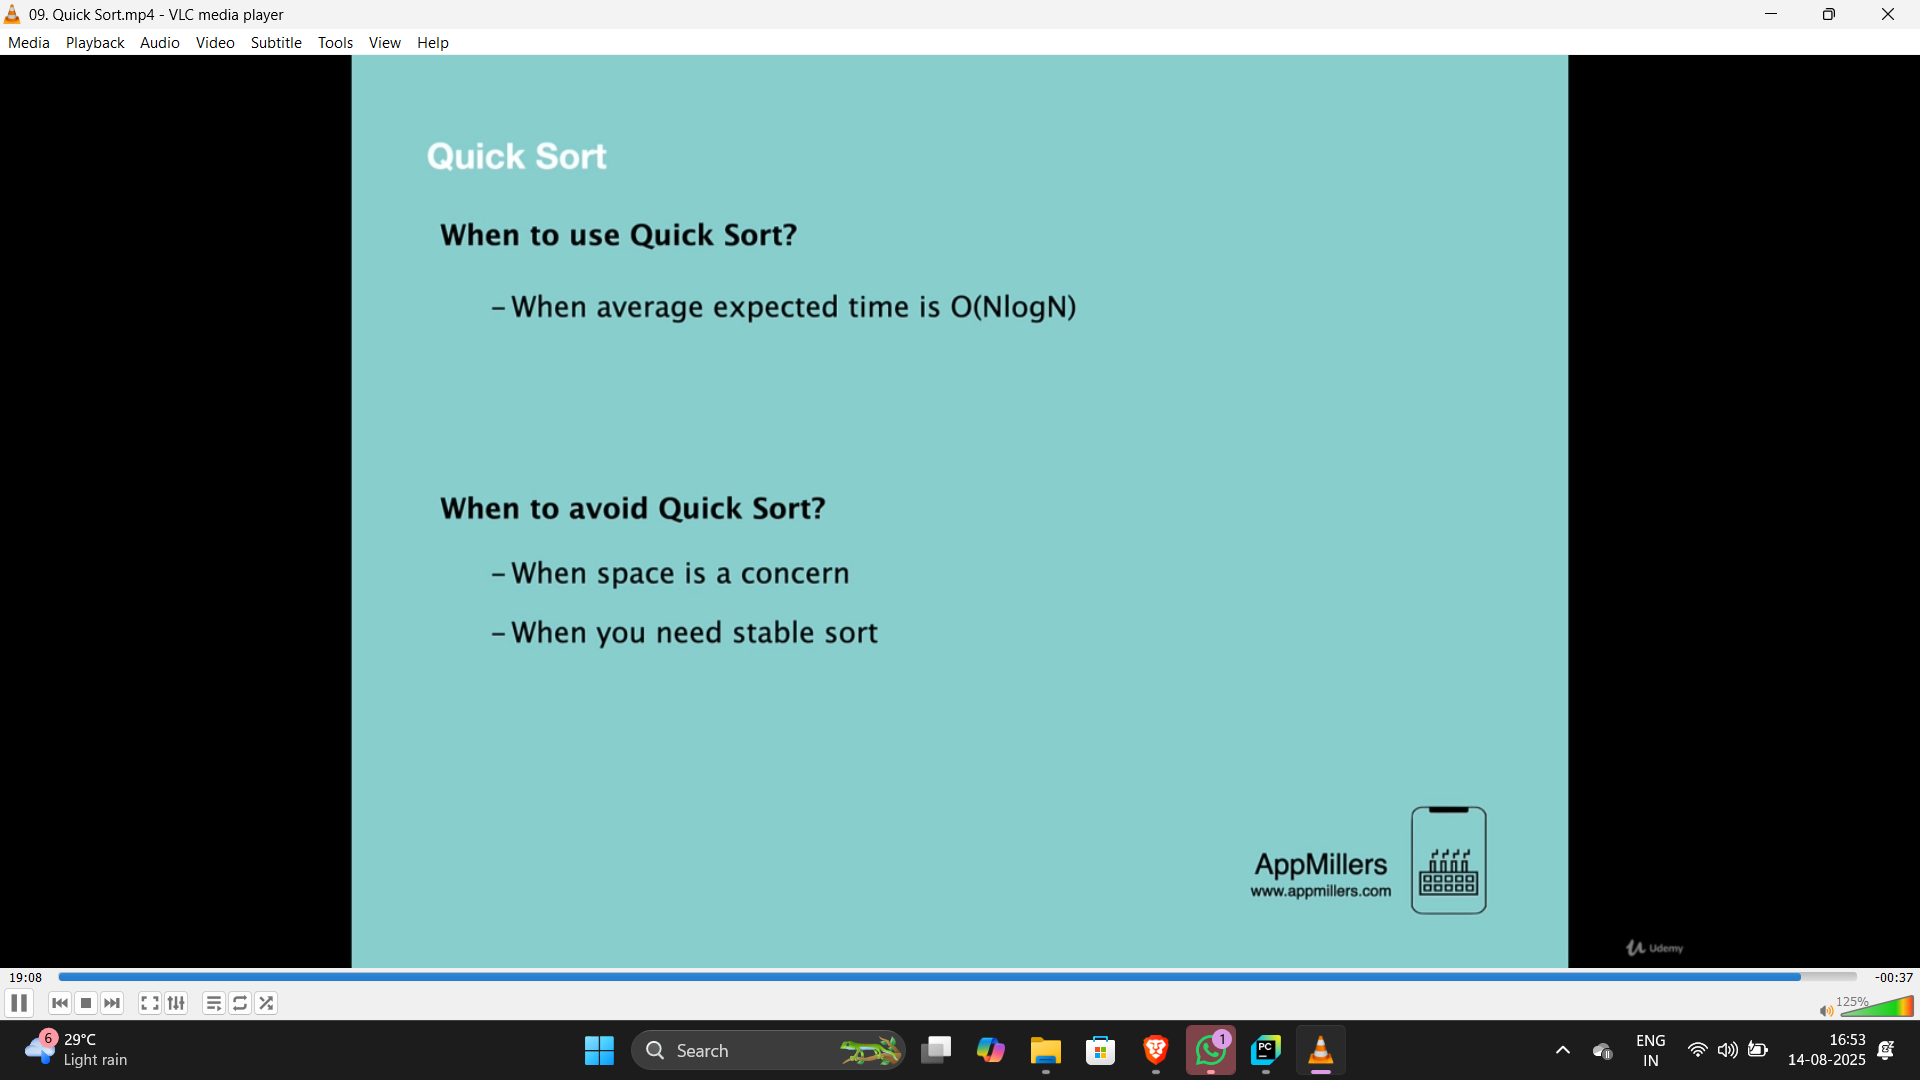 09. Quick Sort.mp4 - VLC media player
Media Playback Audio Video Subtitle Tools View Help
Quick Sort
When to use Quick Sort?
– When average expected time is O(NlogN)
When to avoid Quick Sort?
– When space is a concern
– When you need stable sort
AppMillers
www.appmillers.com
Udemy
19:08
-00:37
125%
6
29°C
Light rain
Search
PC
1
ENG
IN
16:53
14-08-2025